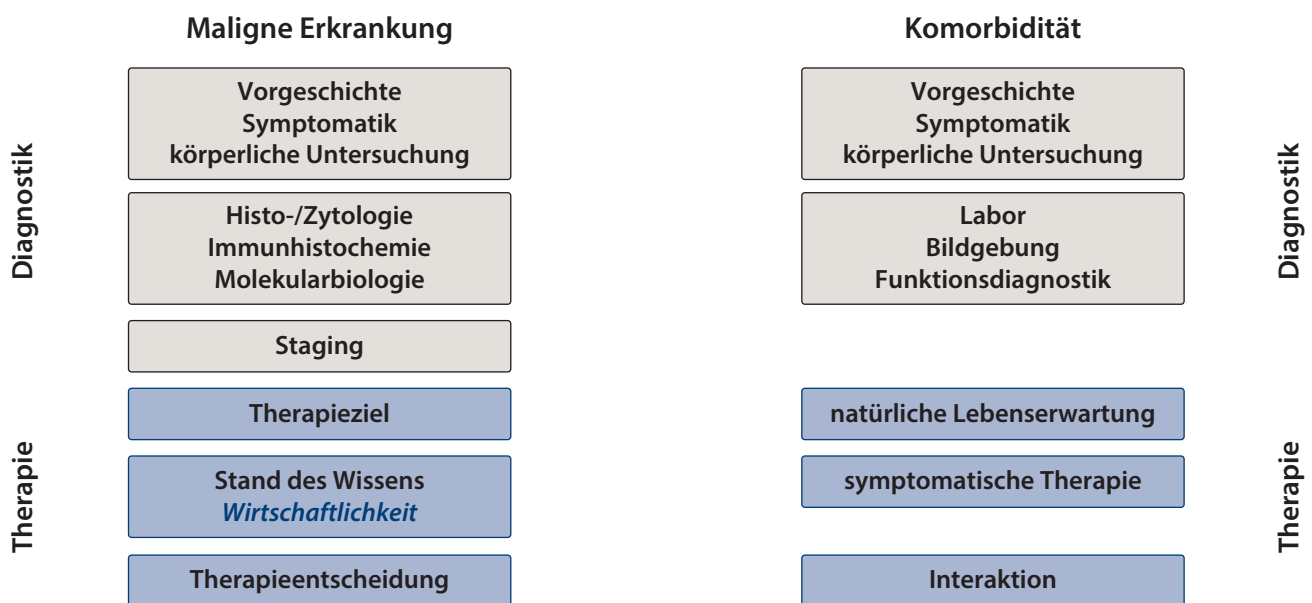 Maligne Erkrankung
Komorbidität
Diagnostik
Vorgeschichte
Symptomatik
körperliche Untersuchung
Histo-/Zytologie
Immunhistochemie
Molekularbiologie
Staging
Vorgeschichte
Symptomatik
körperliche Untersuchung
Labor
Bildgebung
Funktionsdiagnostik
Diagnostik
Therapie
Therapieziel
Stand des Wissens
Wirtschaftlichkeit
Therapieentscheidung
natürliche Lebenserwartung
symptomatische Therapie
Interaktion
Therapie